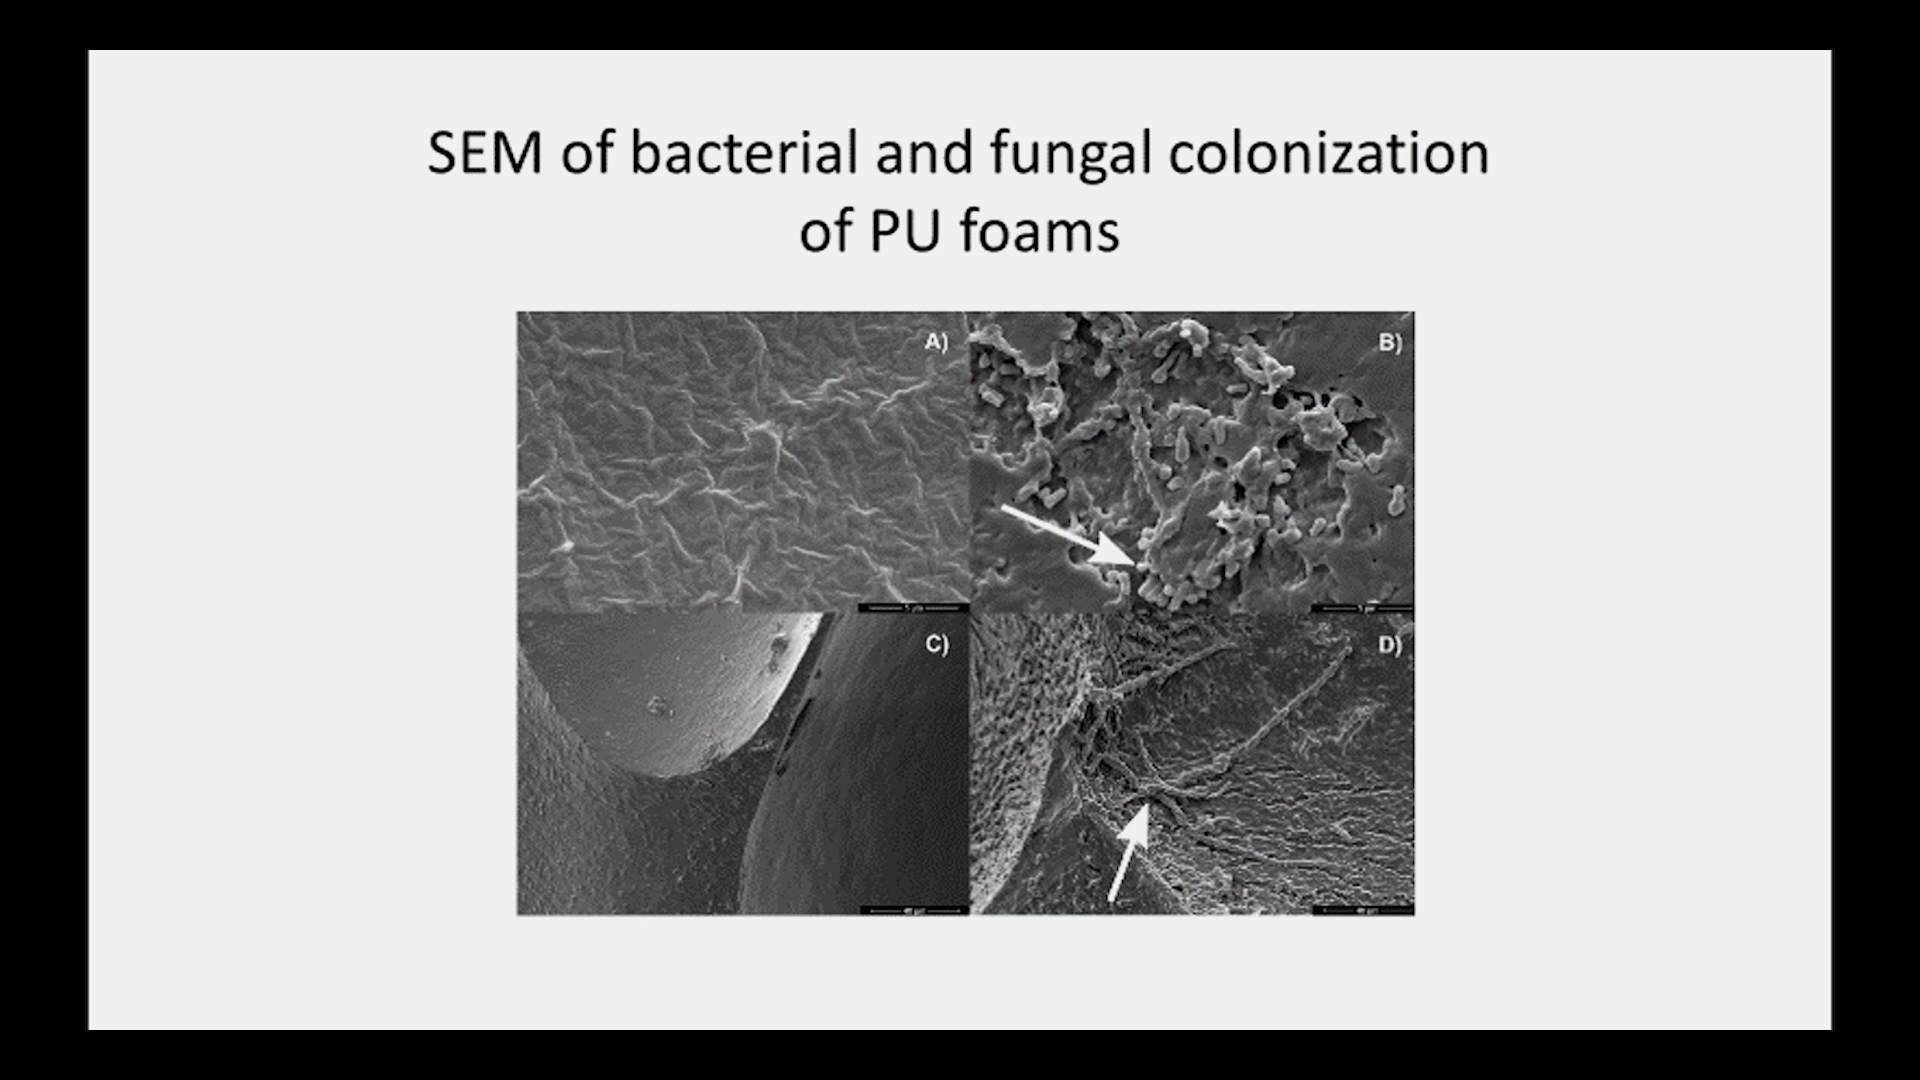 SEM of bacterial and fungal colonization
of PU foams
A)
B)
C)
D)